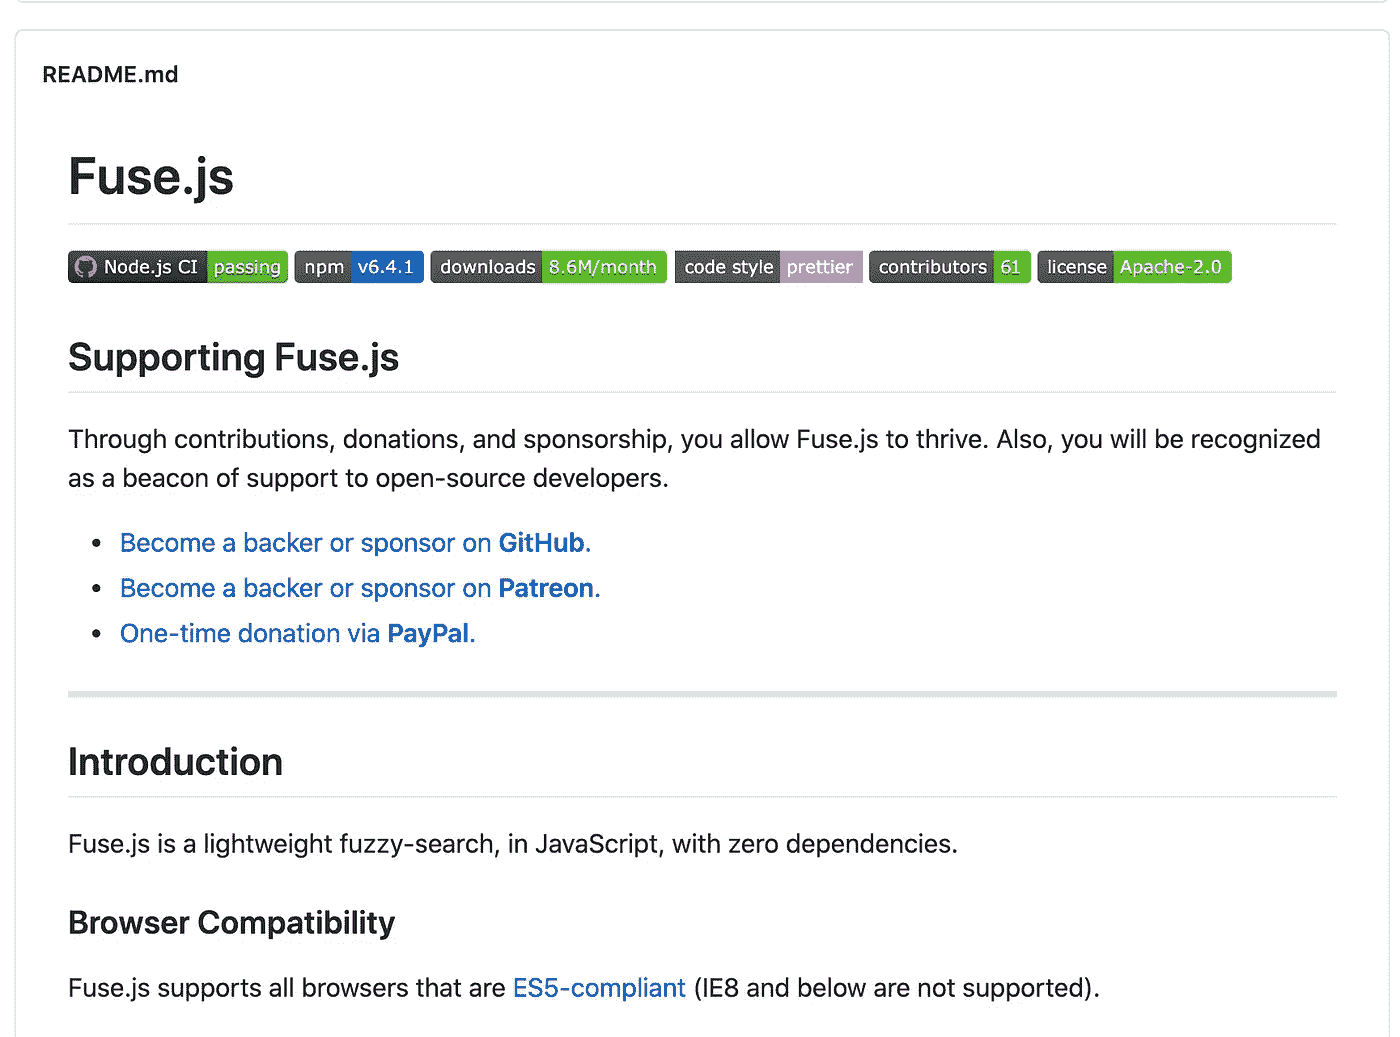 README.md
Fuse.js
Node.js CI passing npm v6.4.1 downloads 8.6M/month code style prettier contributors 61 license Apache-2.0
Supporting Fuse.js
Through contributions, donations, and sponsorship, you allow Fuse.js to thrive. Also, you will be recognized
as a beacon of support to open-source developers.
• Become a backer or sponsor on GitHub.
• Become a backer or sponsor on Patreon.
• One-time donation via PayPal.
Introduction
Fuse.js is a lightweight fuzzy-search, in JavaScript, with zero dependencies.
Browser Compatibility
Fuse.js supports all browsers that are ES5-compliant (IE8 and below are not supported).